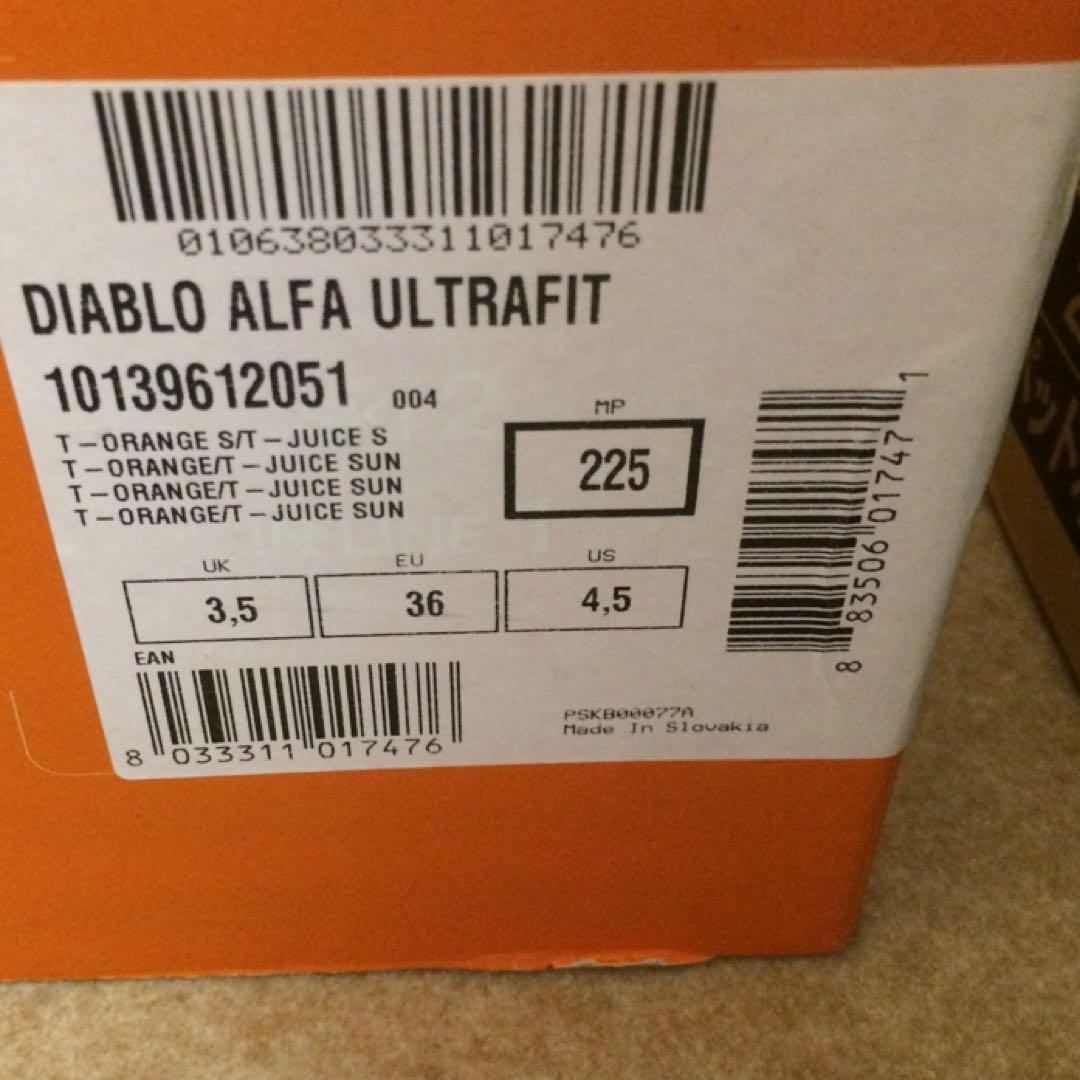 01063803331101747​6
DIABLO ALFA ULTRAFIT
10139612051 004
T-ORANGE S/T-JUICE S
T-ORANGE/T-JUICE SUN
T-ORANGE/T-JUICE SUN
T-ORANGE/T-JUICE SUN
MP
225
UK EU US
3,5 36 4,5
EAN
8 033311 017476
PSKB00077A
Made In Slovakia
8 83506 01747 1